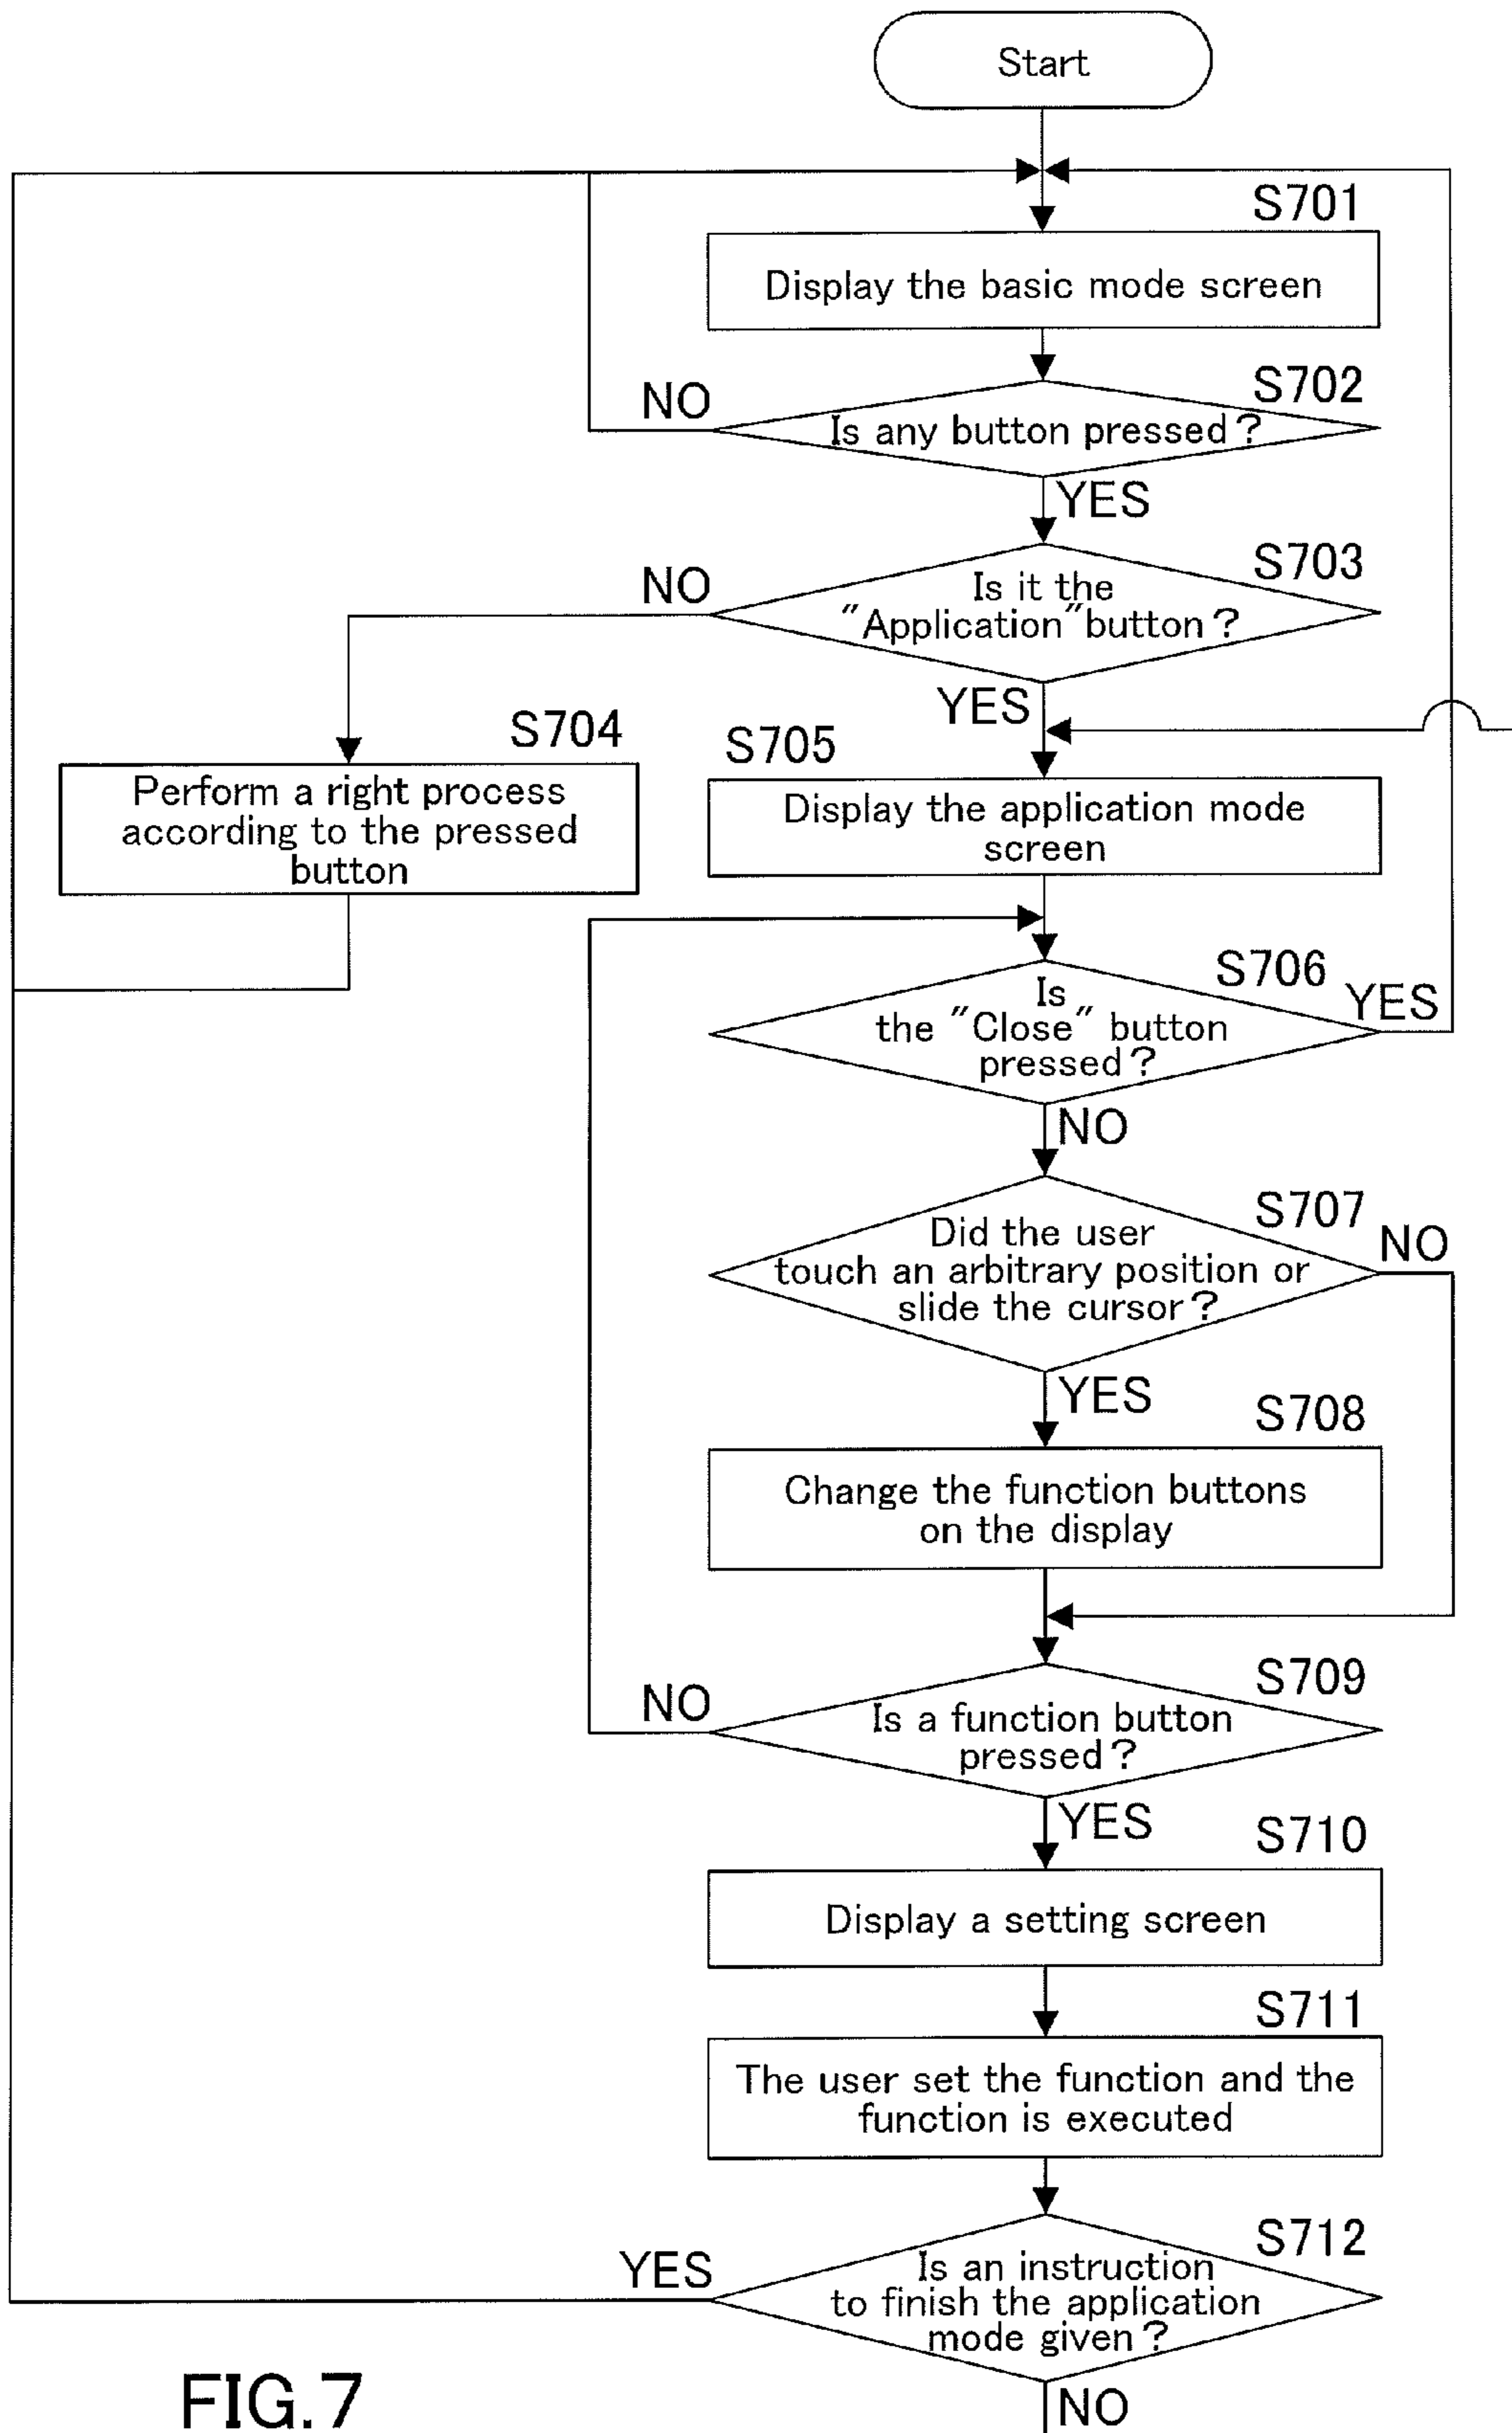 Start
S701
Display the basic mode screen
S702
NO
Is any button pressed?
YES
S703
NO
Is it the
"Application"button?
YES
S704
Perform a right process
according to the pressed
button
S705
Display the application mode
screen
S706
Is
the "Close" button
pressed?
YES
NO
S707
Did the user
touch an arbitrary position or
slide the cursor?
NO
YES
S708
Change the function buttons
on the display
S709
NO
Is a function button
pressed?
YES
S710
Display a setting screen
S711
The user set the function and the
function is executed
S712
YES
Is an instruction
to finish the application
mode given?
NO
FIG.7